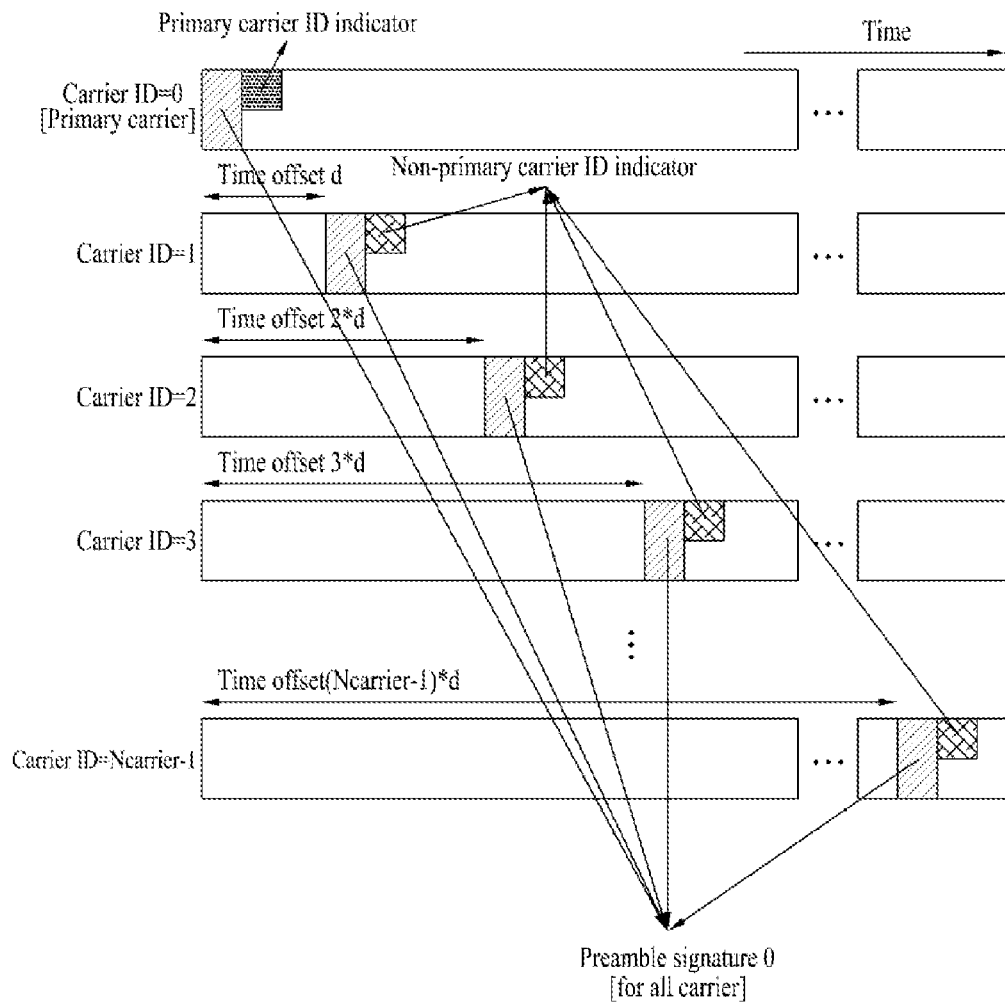 Primary carrier ID indicator
Time
Carrier ID=0
[Primary carrier]
• • •
Time offset d
Non-primary carrier ID indicator
Carrier ID=1
• • •
Time offset 2*d
Carrier ID=2
• • •
Time offset 3*d
Carrier ID=3
• • •
Time offset(Ncarrier-1)*d
Carrier ID=Ncarrier-1
• • •
Preamble signature 0
[for all carrier]